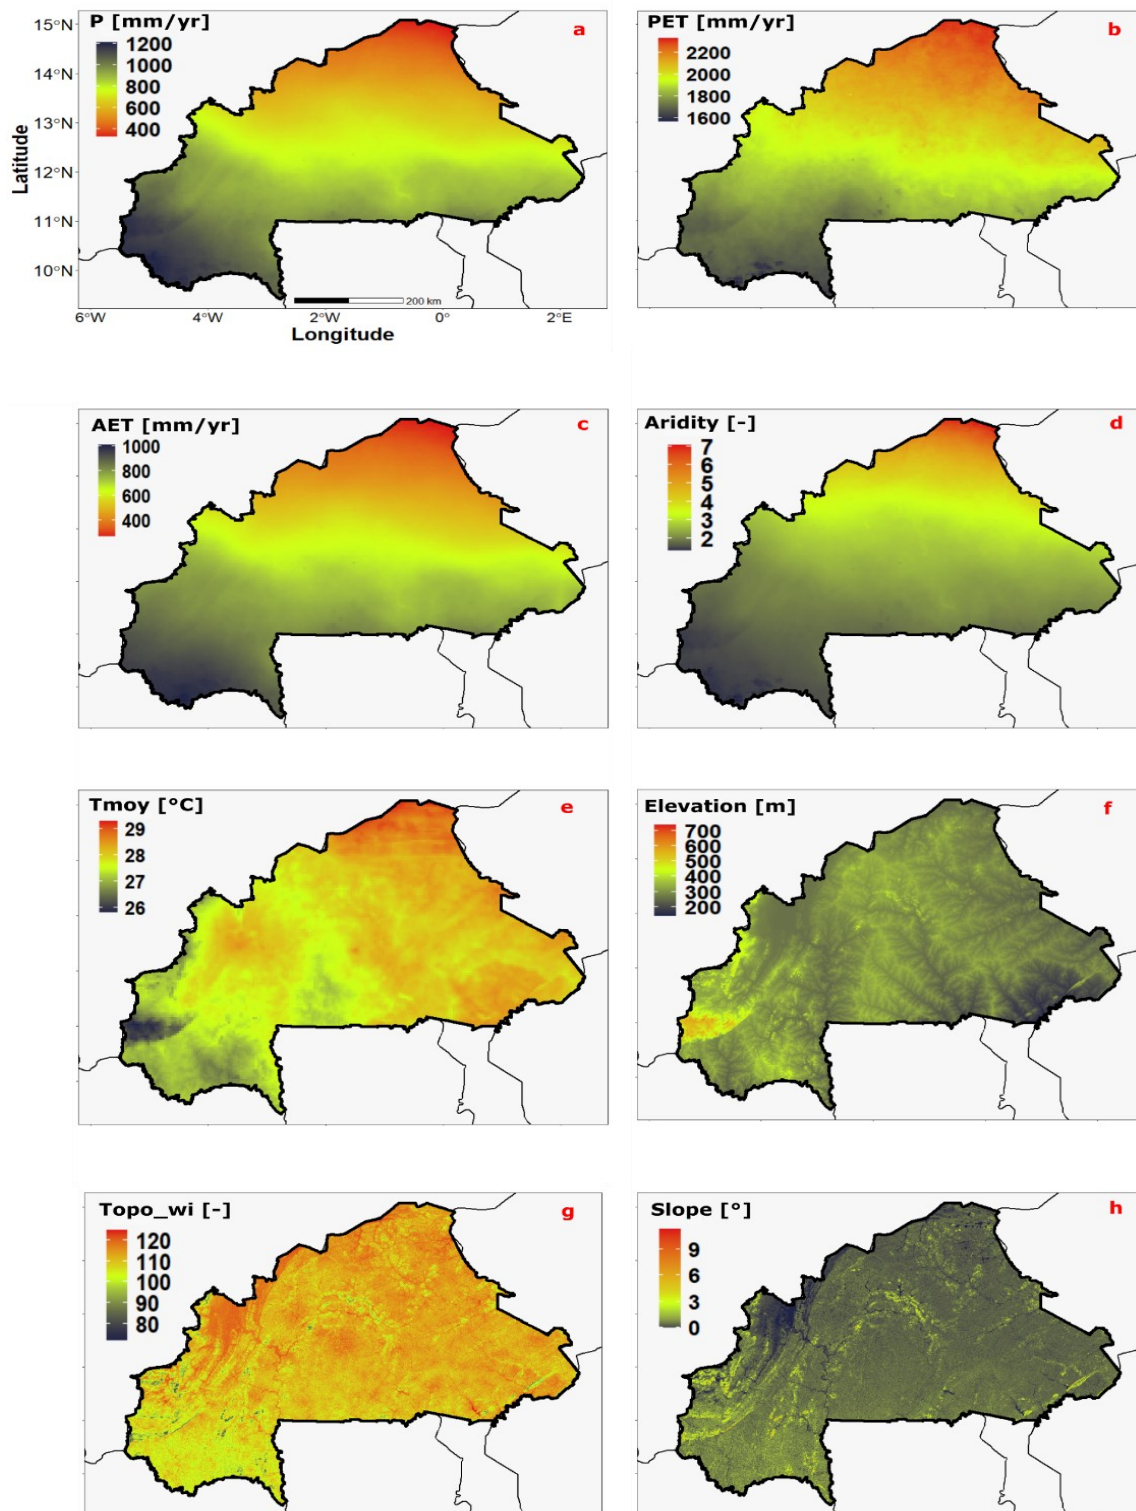 P [mm/yr]
a
1200
1000
800
600
400
15°N
14°N
13°N
12°N
11°N
10°N
Latitude
200 km
6°W
4°W
2°W
0°
2°E
Longitude
PET [mm/yr]
b
2200
2000
1800
1600
AET [mm/yr]
c
1000
800
600
400
Aridity [-]
d
7
6
5
4
3
2
Tmoy [°C]
e
29
28
27
26
Elevation [m]
f
700
600
500
400
300
200
Topo_wi [-]
g
120
110
100
90
80
Slope [°]
h
9
6
3
0